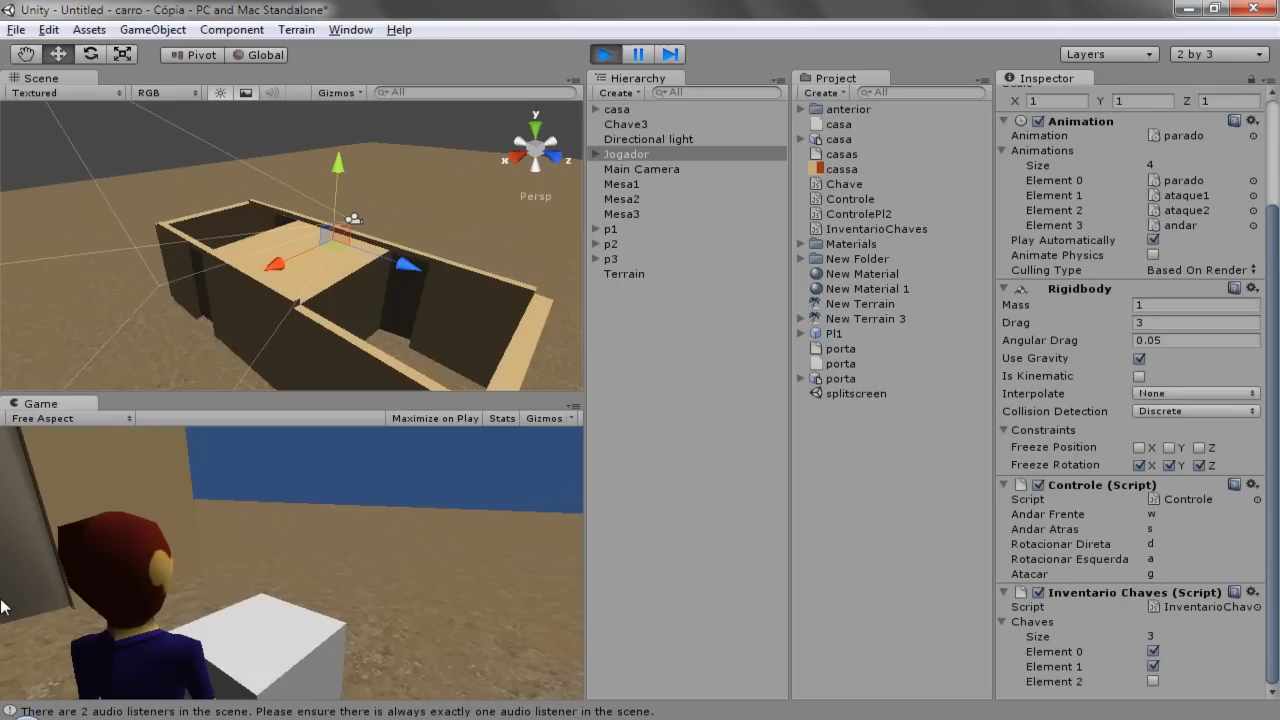 Unity - Untitled - carro - Cópia - PC and Mac Standalone*
File Edit Assets GameObject Component Terrain Window Help
Pivot Global Layers 2 by 3
Scene
Textured RGB Gizmos All
y
x
z
Persp
Game
Free Aspect Maximize on Play Stats Gizmos
Hierarchy
Create All
casa
Chave3
Directional light
Jogador
Main Camera
Mesa1
Mesa2
Mesa3
p1
p2
p3
Terrain
Project
Create All
anterior
casa
casa
casas
cassa
Chave
Controle
ControlePl2
InventarioChaves
Materials
New Folder
New Material
New Material 1
New Terrain
New Terrain 3
Pl1
porta
porta
porta
splitscreen
Inspector
Scale
X 1 Y 1 Z 1
Animation
Animation parado
Animations
Size 4
Element 0 parado
Element 1 ataque1
Element 2 ataque2
Element 3 andar
Play Automatically
Animate Physics
Culling Type Based On Render
Rigidbody
Mass 1
Drag 3
Angular Drag 0.05
Use Gravity
Is Kinematic
Interpolate None
Collision Detection Discrete
Constraints
Freeze Position X Y Z
Freeze Rotation X Y Z
Controle (Script)
Script Controle
Andar Frente w
Andar Atras s
Rotacionar Direta d
Rotacionar Esquerda a
Atacar g
Inventario Chaves (Script)
Script InventarioChav
Chaves
Size 3
Element 0
Element 1
Element 2
There are 2 audio listeners in the scene. Please ensure there is always exactly one audio listener in the scene.